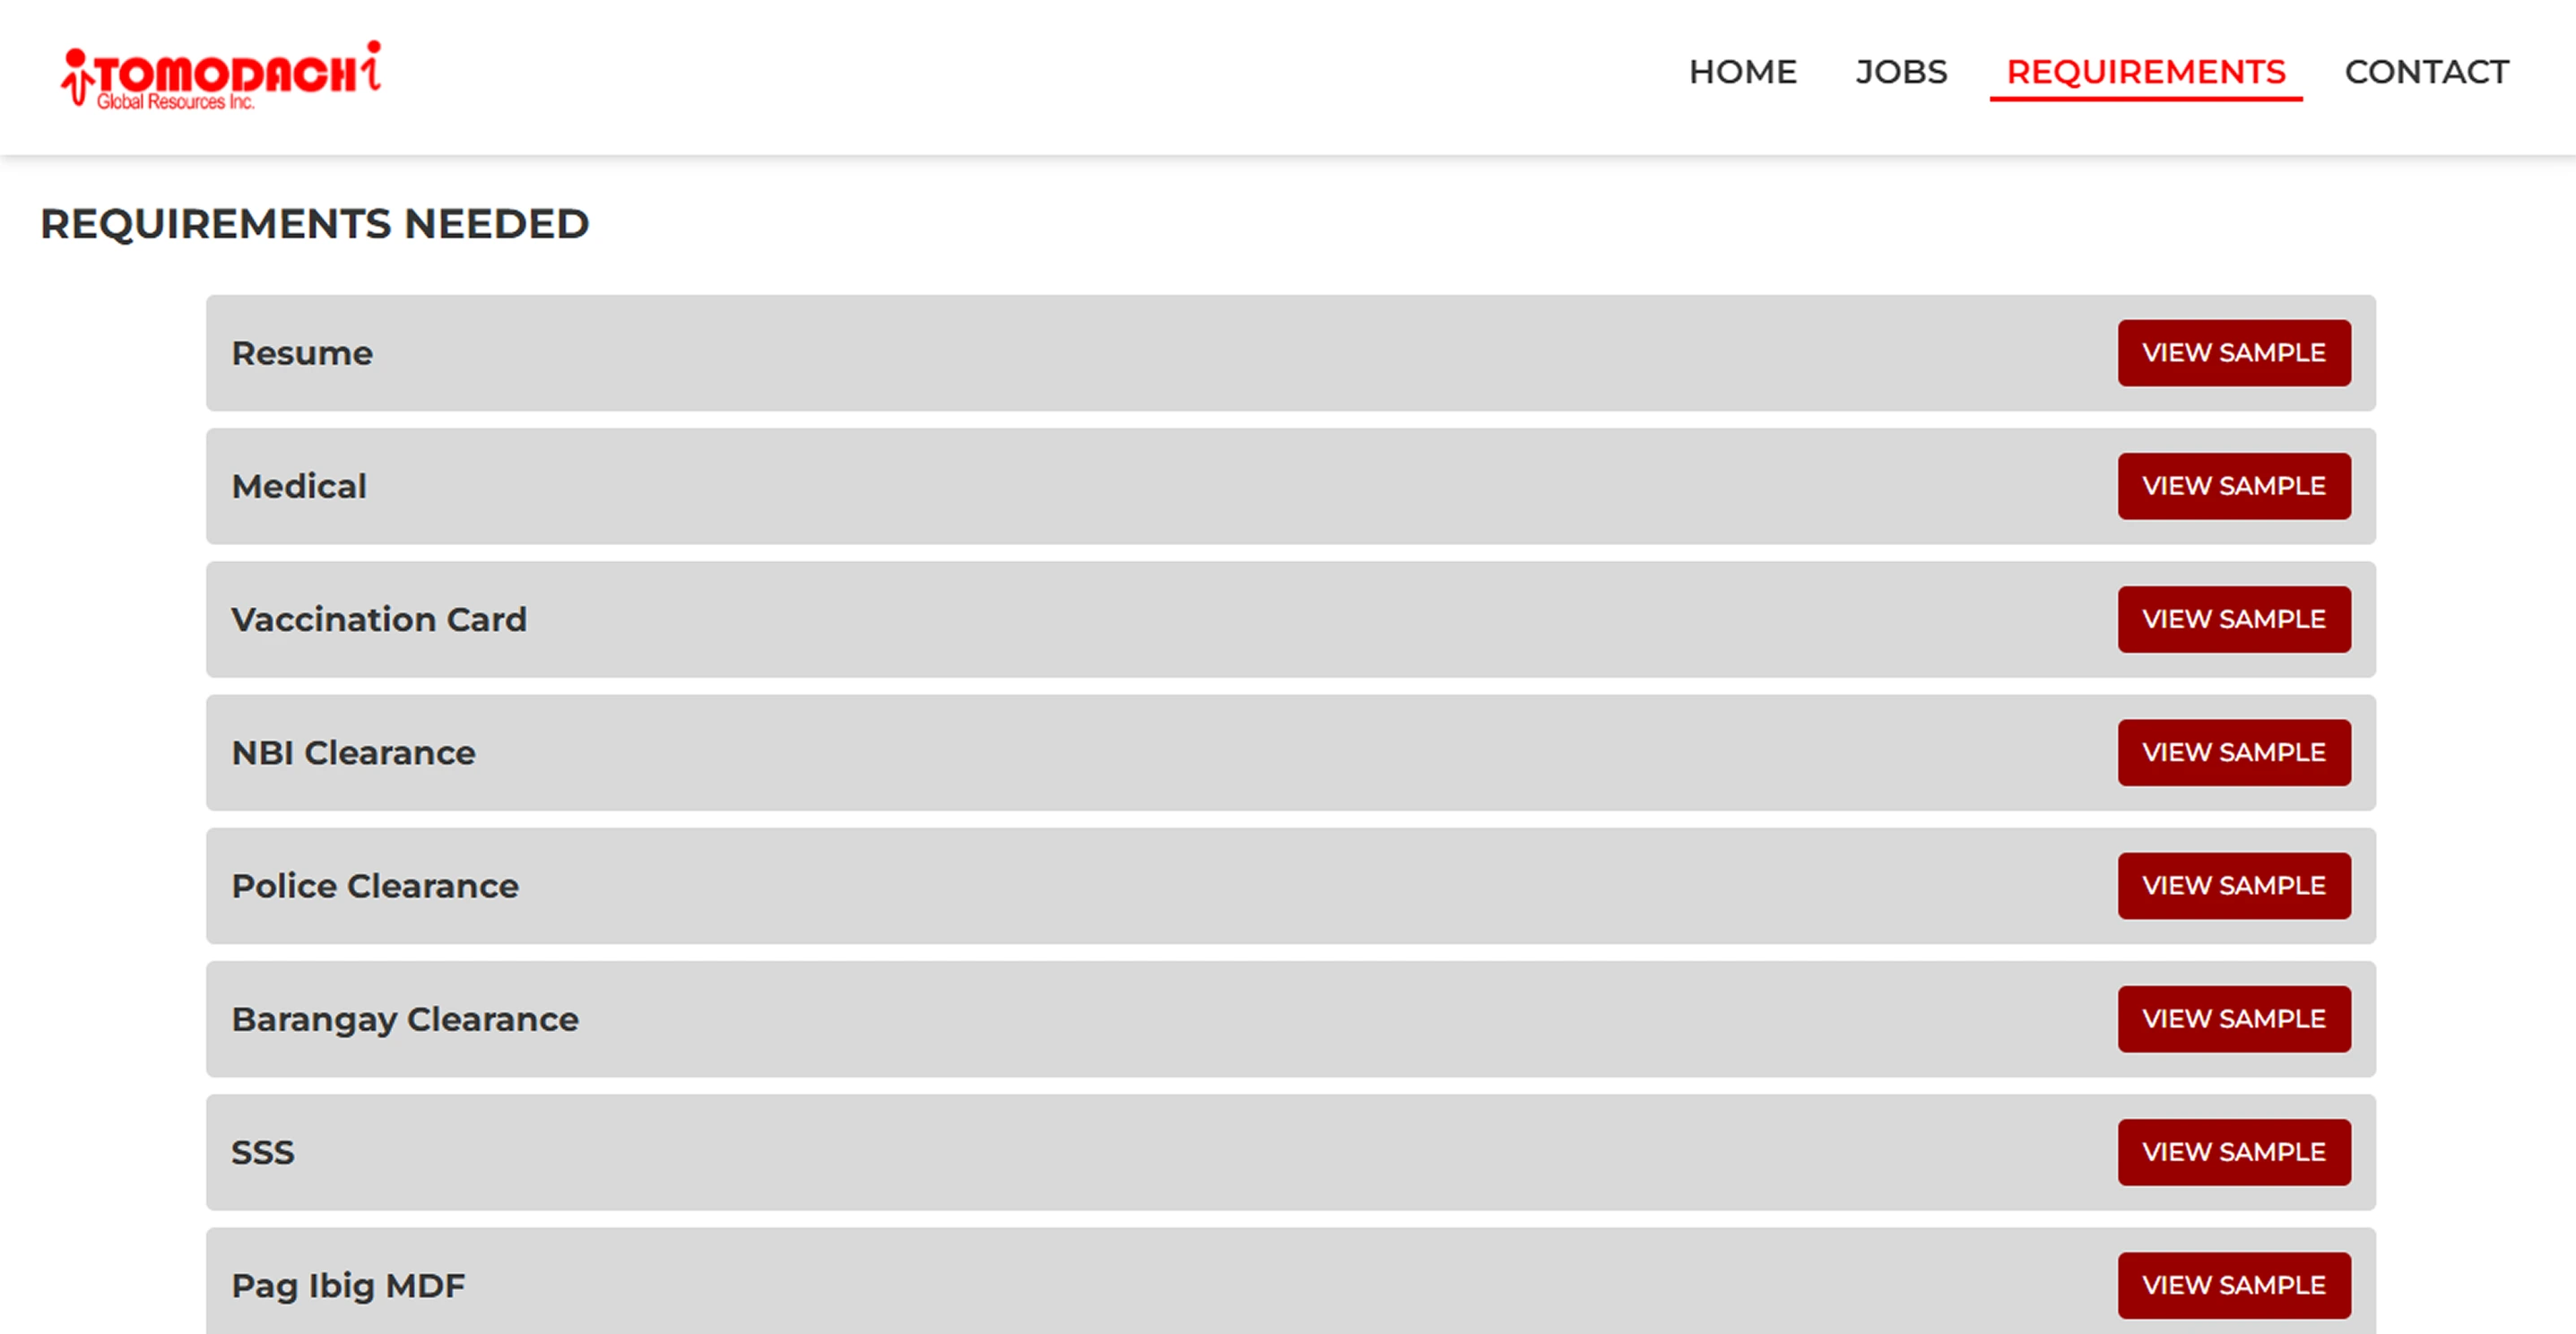 TOMODACHi
Global Resources Inc.
HOME JOBS REQUIREMENTS CONTACT
REQUIREMENTS NEEDED
Resume VIEW SAMPLE
Medical VIEW SAMPLE
Vaccination Card VIEW SAMPLE
NBI Clearance VIEW SAMPLE
Police Clearance VIEW SAMPLE
Barangay Clearance VIEW SAMPLE
SSS VIEW SAMPLE
Pag Ibig MDF VIEW SAMPLE